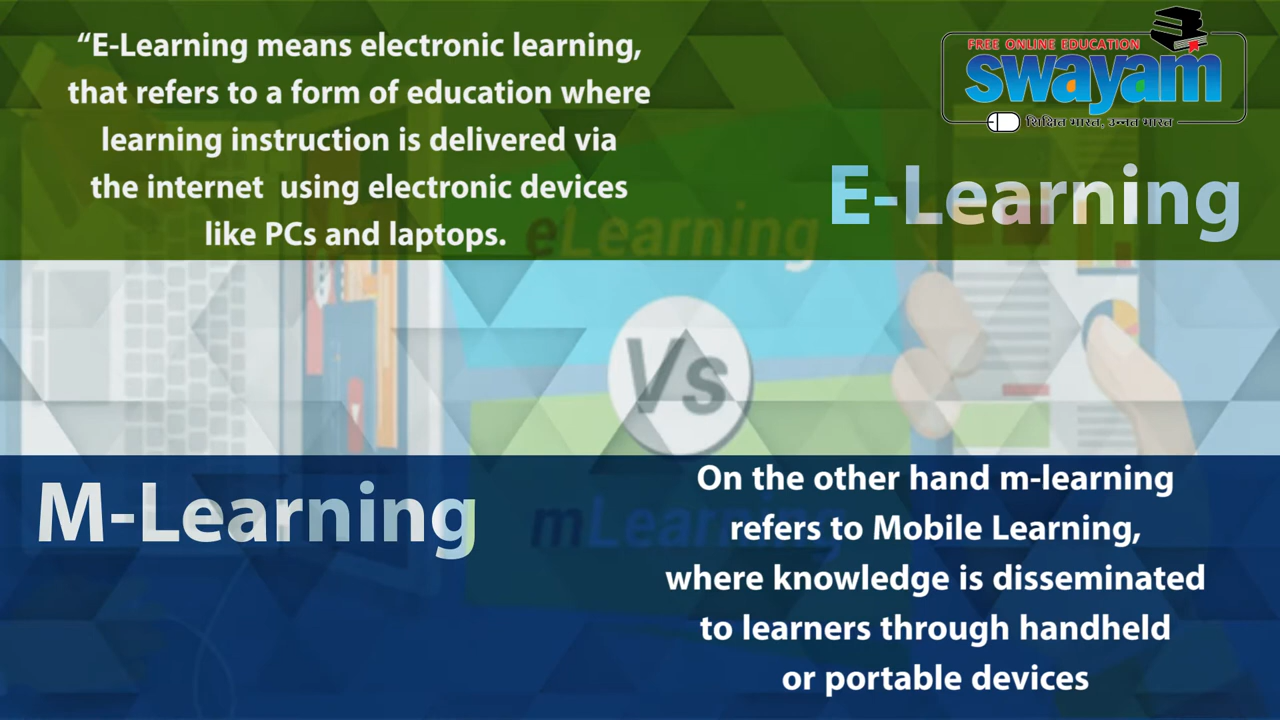 “E-Learning means electronic learning,
that refers to a form of education where
learning instruction is delivered via
the internet using electronic devices
like PCs and laptops.
FREE ONLINE EDUCATION
swayam
शिक्षित भारत, उन्नत भारत
E-Learning
eLearning
Vs
M-Learning
mLearning
On the other hand m-learning
refers to Mobile Learning,
where knowledge is disseminated
to learners through handheld
or portable devices